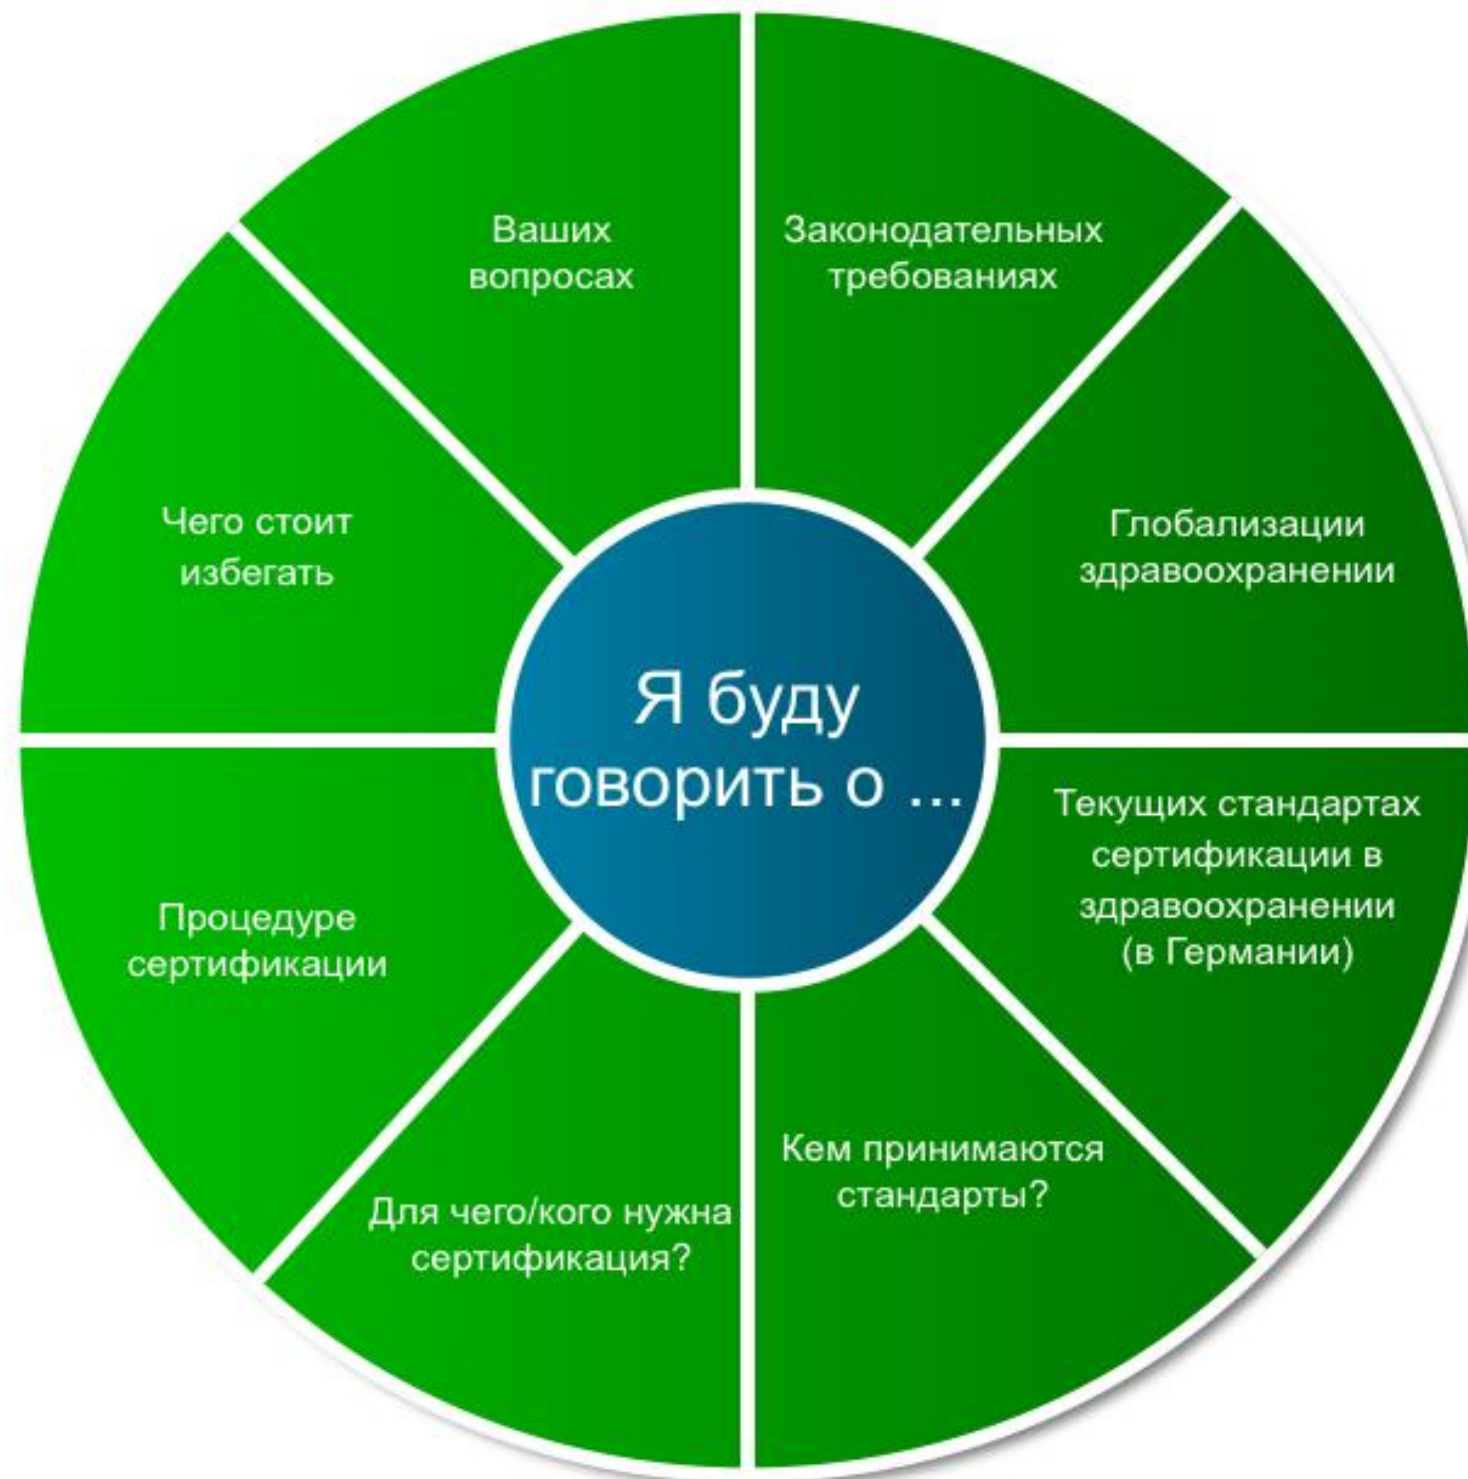 Я буду
говорить о ...
Законодательных
требованиях
Глобализации
здравоохранении
Текущих стандартах
сертификации в
здравоохранении
(в Германии)
Кем принимаются
стандарты?
Для чего/кого нужна
сертификация?
Процедуре
сертификации
Чего стоит
избегать
Ваших
вопросах